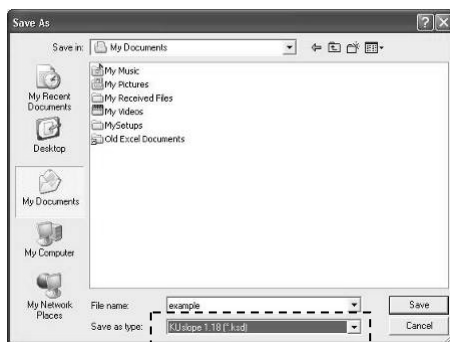 Save As
Save in: My Documents
My Recent Documents
Desktop
My Documents
My Computer
My Network Places
My Music
My Pictures
My Received Files
My Videos
MySetups
Old Excel Documents
File name: example Save
Save as type: KUslope 1.18 (*.ksd) Cancel